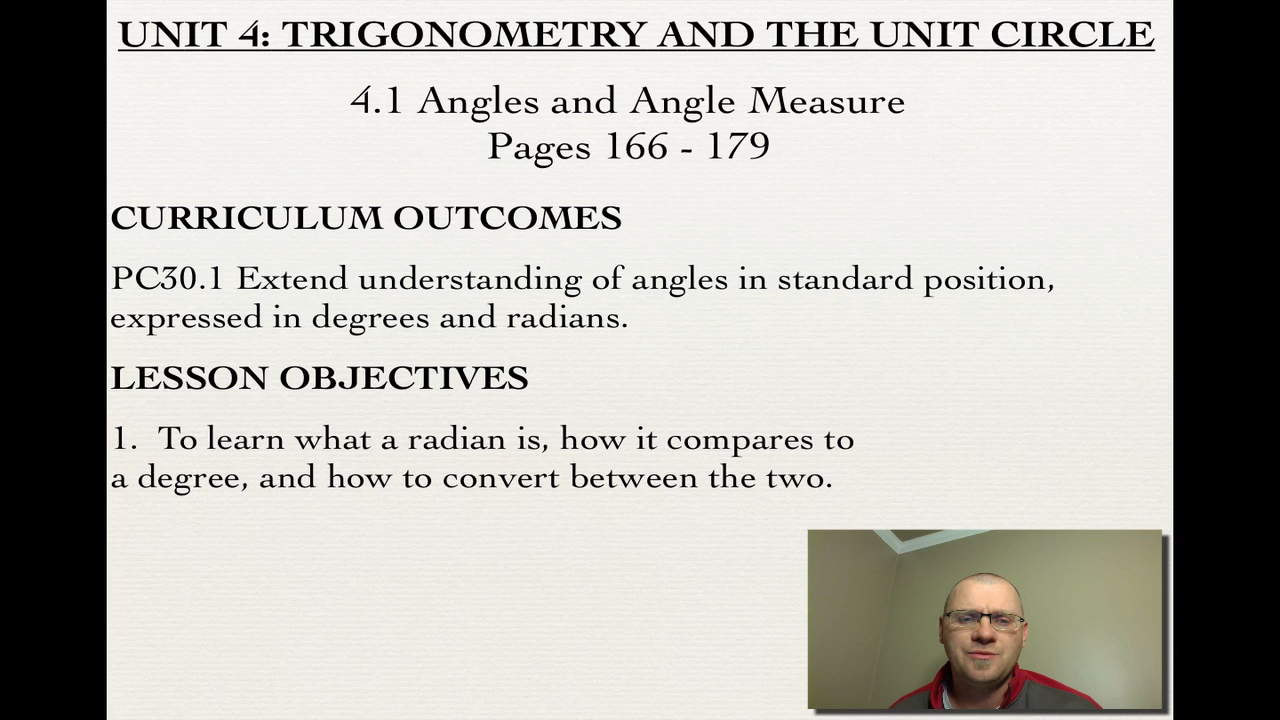 UNIT 4: TRIGONOMETRY AND THE UNIT CIRCLE
4.1 Angles and Angle Measure
Pages 166 - 179
CURRICULUM OUTCOMES
PC30.1 Extend understanding of angles in standard position,
expressed in degrees and radians.
LESSON OBJECTIVES
1. To learn what a radian is, how it compares to
a degree, and how to convert between the two.